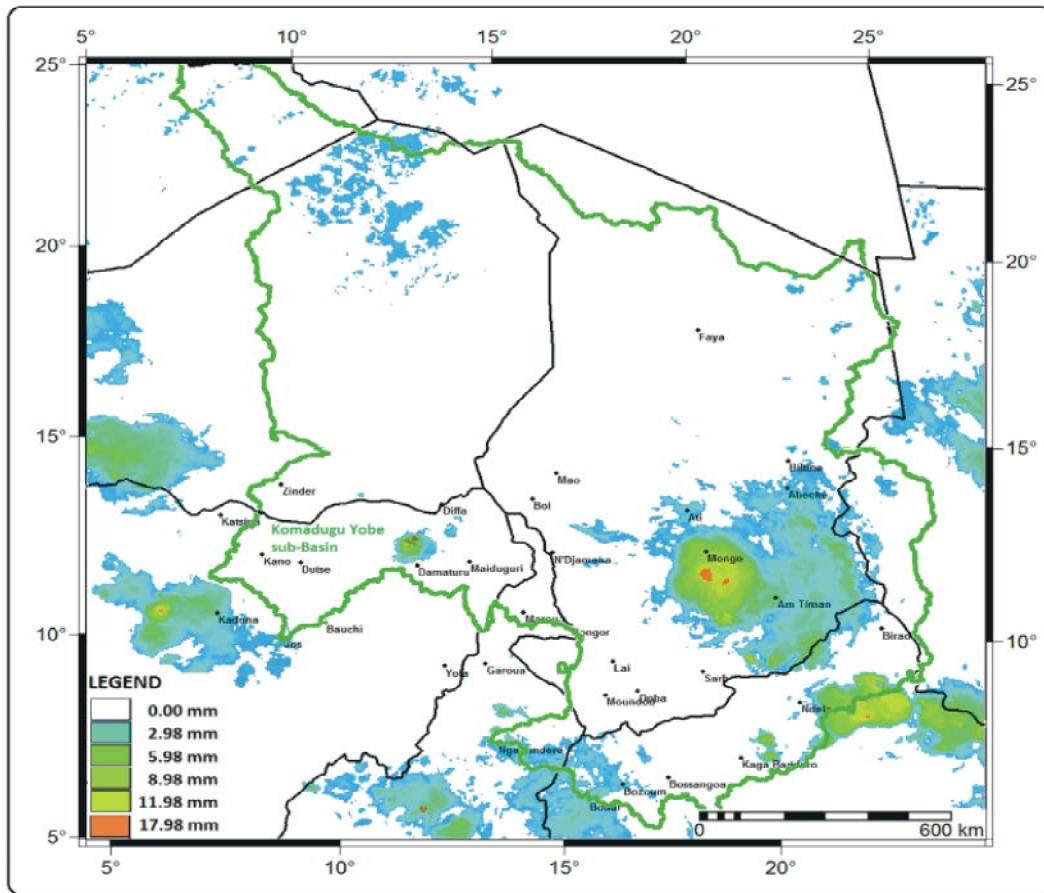 5° 10° 15° 20° 25°
25° 25°
20° 20°
Faya
15° 15°
Biltine
Abeché
Mao
Zinder
Bol
Diffa
Ati
Katsina
Komadugu Yobe
sub-Basin
Kano
Dutse
N'Djamena
Mongo
Damaturu
Maiduguri
Am Timan
Kaduna
Bauchi
10° 10°
Birao
Jos
Lai
Yola
Garoua
Sarh
Moundou
Doba
LEGEND
0.00 mm
2.98 mm
5.98 mm
8.98 mm
11.98 mm
17.98 mm
Kaga Bandoro
Bossangoa
Bozoum
5° 5°
0 600 km
5° 10° 15° 20°